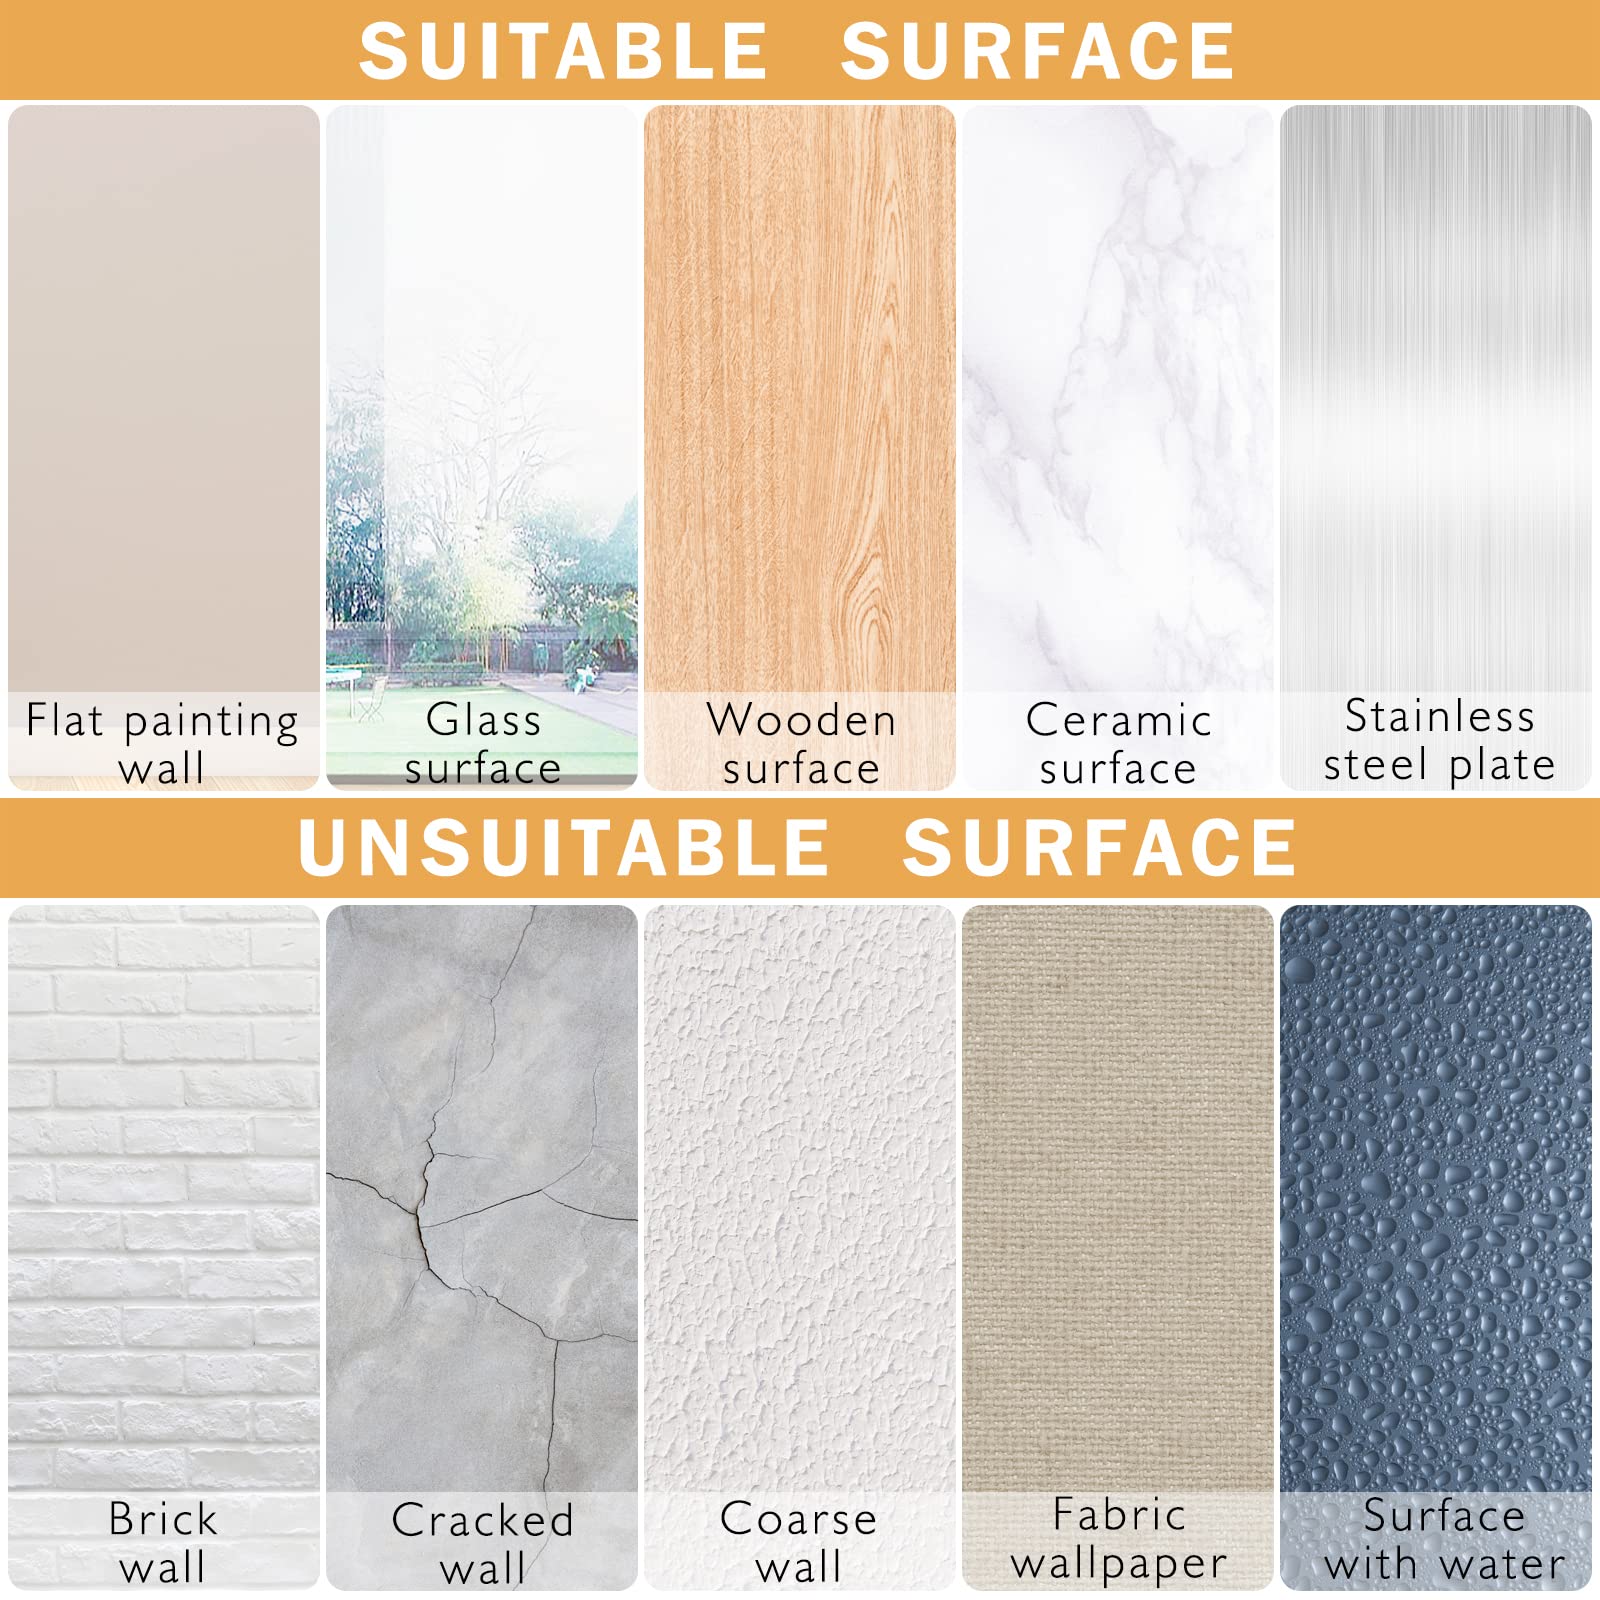 SUITABLE SURFACE
Flat painting
wall
Glass
surface
Wooden
surface
Ceramic
surface
Stainless
steel plate
UNSUITABLE SURFACE
Brick
wall
Cracked
wall
Coarse
wall
Fabric
wallpaper
Surface
with water